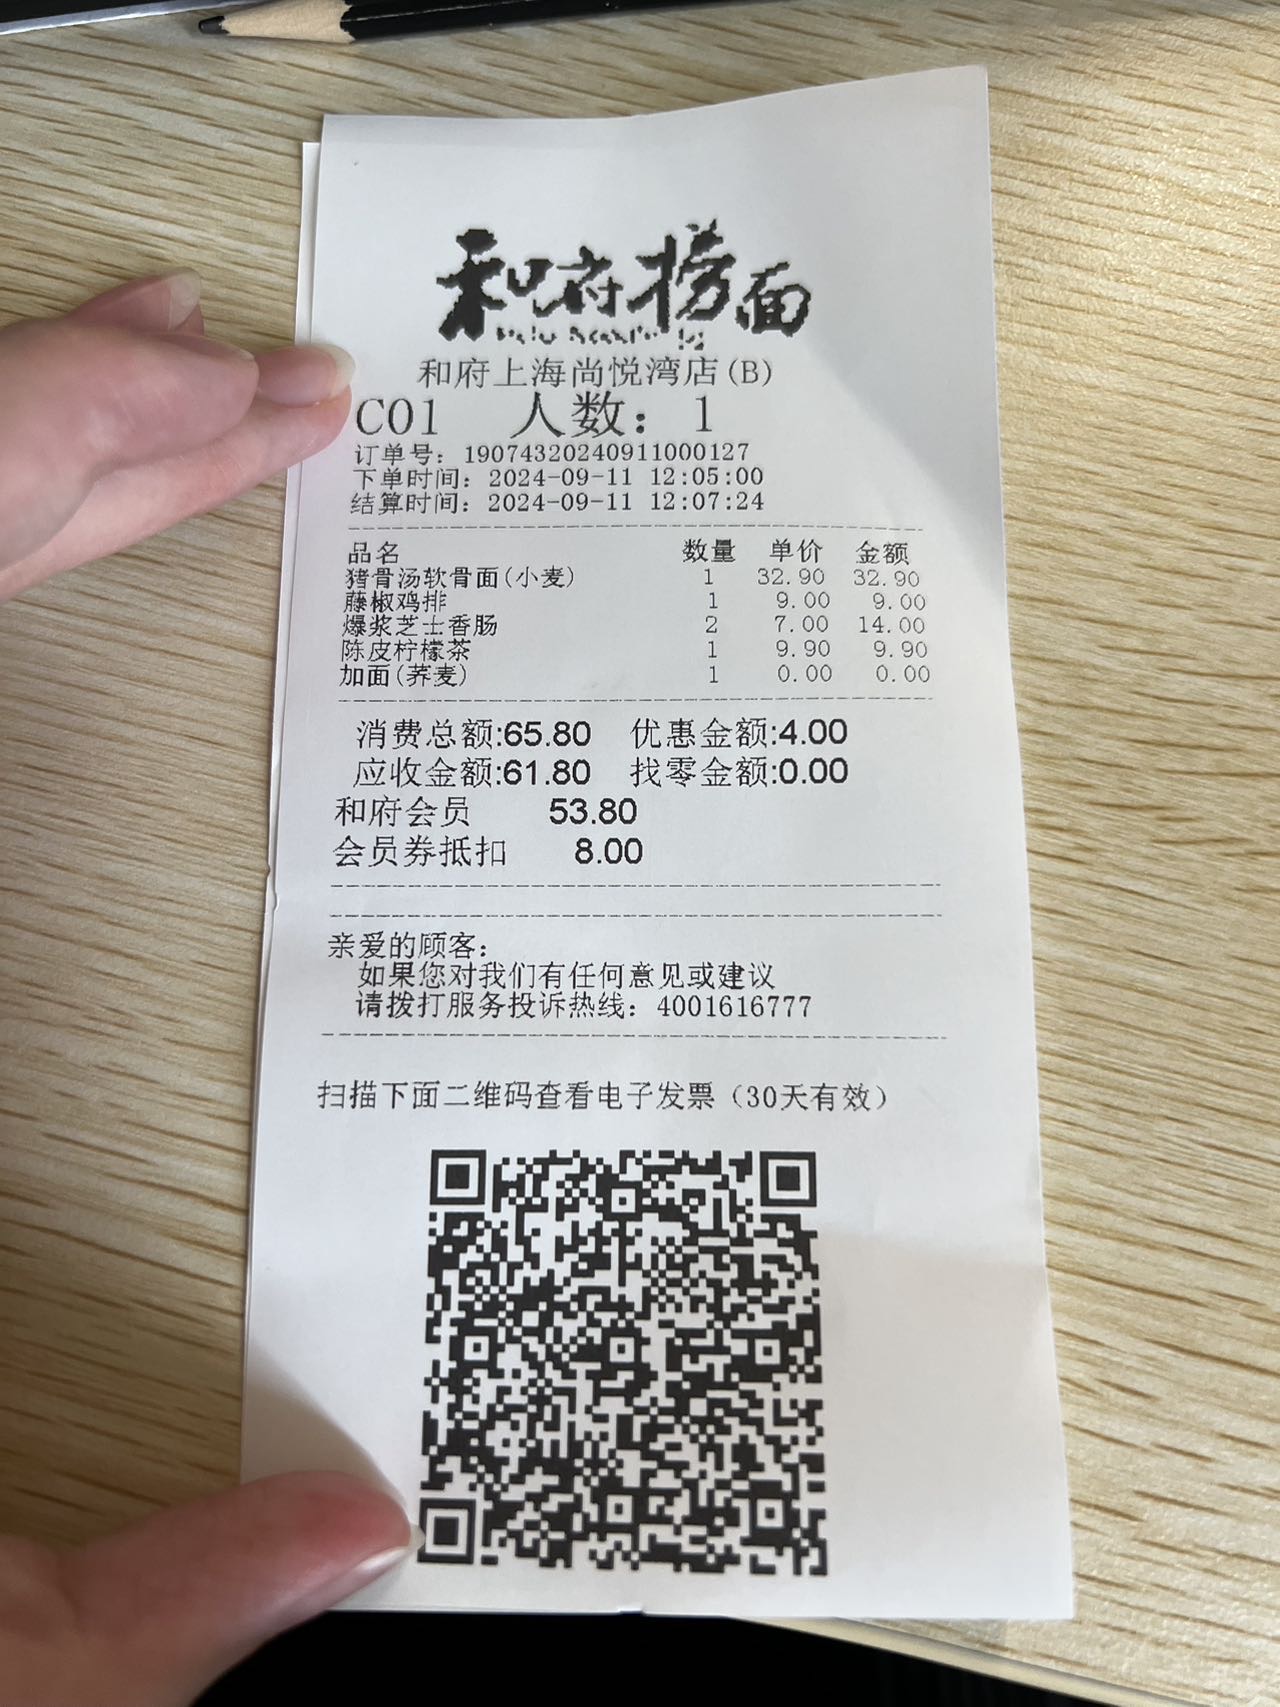 和府捞面
和府上海尚悦湾店(B)
C01 人数：1
订单号：19074320240911000127
下单时间：2024-09-11 12:05:00
结算时间：2024-09-11 12:07:24
品名 数量 单价 金额
猪骨汤软骨面(小麦) 1 32.90 32.90
藤椒鸡排 1 9.00 9.00
爆浆芝士香肠 2 7.00 14.00
陈皮柠檬茶 1 9.90 9.90
加面(荞麦) 1 0.00 0.00
消费总额:65.80 优惠金额:4.00
应收金额:61.80 找零金额:0.00
和府会员 53.80
会员券抵扣 8.00
亲爱的顾客：
如果您对我们有任何意见或建议
请拨打服务投诉热线：4001616777
扫描下面二维码查看电子发票（30天有效）